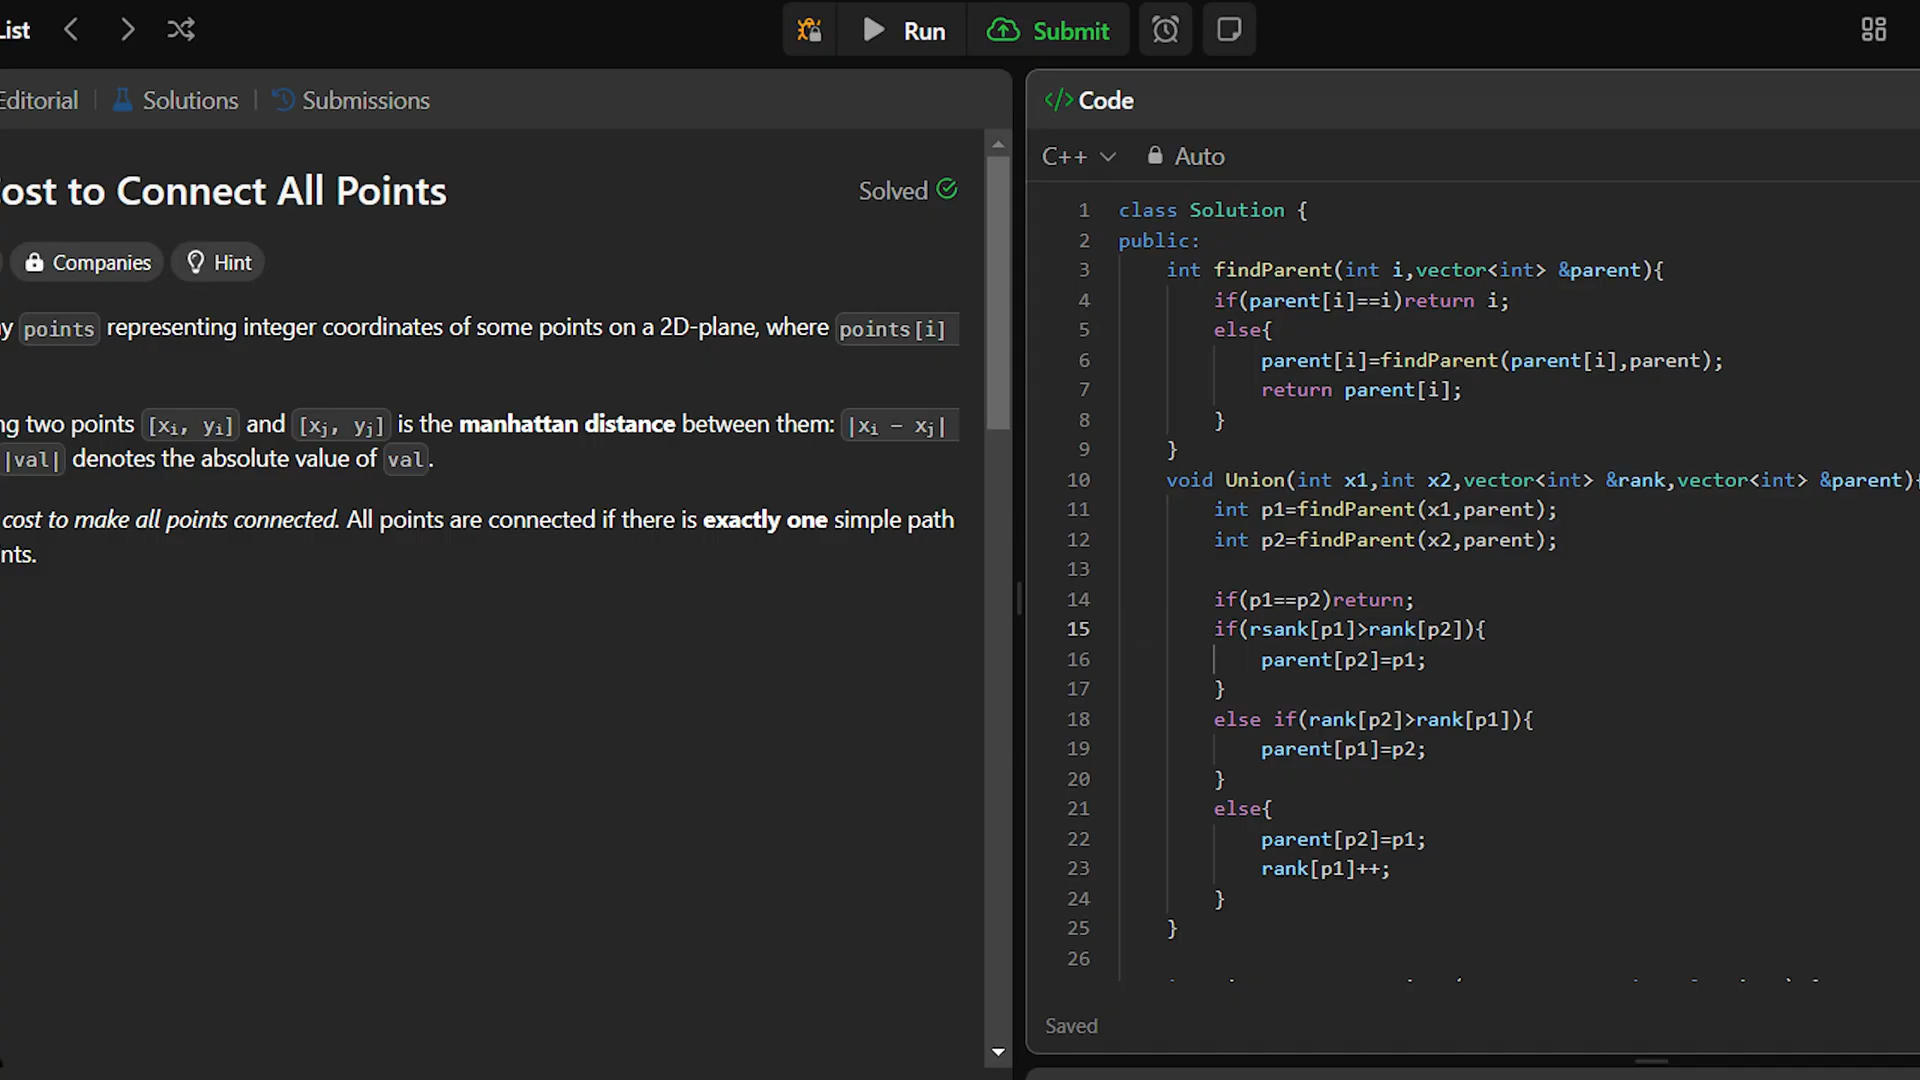 List
Run
Submit
Editorial | Solutions | Submissions
</> Code
C++ Auto
ost to Connect All Points
Solved
Companies
Hint
y points representing integer coordinates of some points on a 2D-plane, where points[i]
ng two points [xi, yi] and [xj, yj] is the manhattan distance between them: |xi - xj|
|val| denotes the absolute value of val.
cost to make all points connected. All points are connected if there is exactly one simple path
nts.
1 class Solution {
2 public:
3 int findParent(int i,vector<int> &parent){
4 if(parent[i]==i)return i;
5 else{
6 parent[i]=findParent(parent[i],parent);
7 return parent[i];
8 }
9 }
10 void Union(int x1,int x2,vector<int> &rank,vector<int> &parent){
11 int p1=findParent(x1,parent);
12 int p2=findParent(x2,parent);
13
14 if(p1==p2)return;
15 if(rsank[p1]>rank[p2]){
16 parent[p2]=p1;
17 }
18 else if(rank[p2]>rank[p1]){
19 parent[p1]=p2;
20 }
21 else{
22 parent[p2]=p1;
23 rank[p1]++;
24 }
25 }
26
Saved